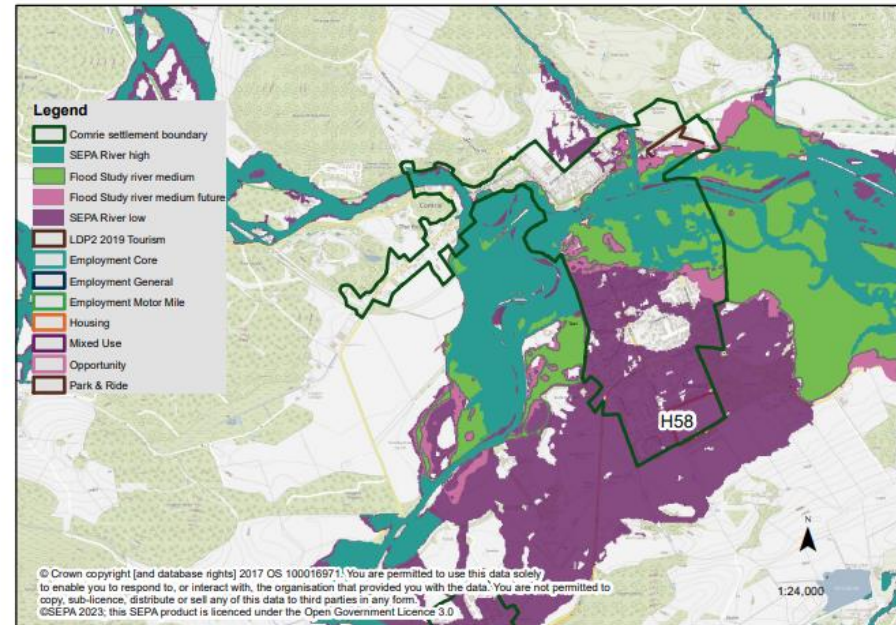 Legend
Comrie settlement boundary
SEPA River high
Flood Study river medium
Flood Study river medium future
SEPA River low
LDP2 2019 Tourism
Employment Core
Employment General
Employment Motor Mile
Housing
Mixed Use
Opportunity
Park & Ride
Comrie
H58
N
1:24,000
© Crown copyright [and database rights] 2017 OS 100016971. You are permitted to use this data solely
to enable you to respond to, or interact with, the organisation that provided you with the data. You are not permitted to
copy, sub-licence, distribute or sell any of this data to third parties in any form.
©SEPA 2023; this SEPA product is licenced under the Open Government Licence 3.0